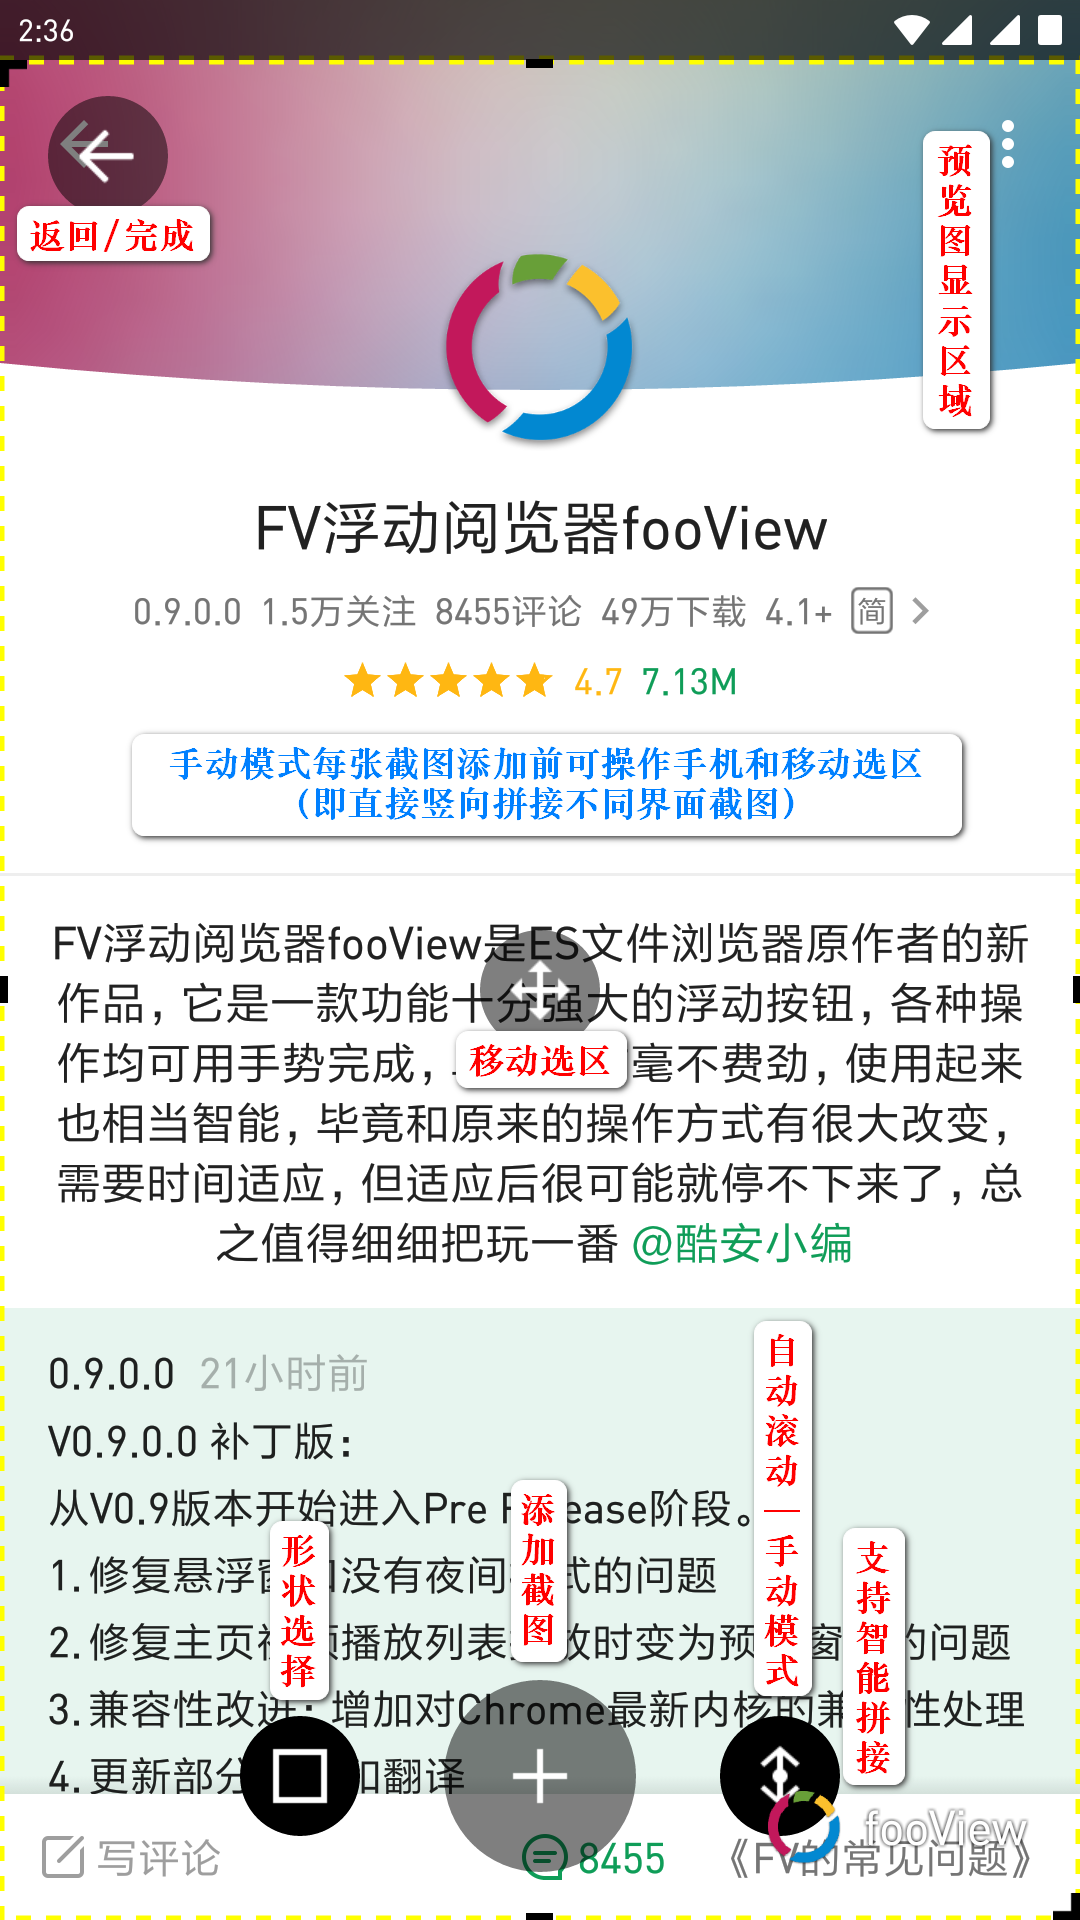 2:36
预览图显示区域
返回/完成
FV浮动阅览器fooView
0.9.0.0 1.5万关注 8455评论 49万下载 4.1+ 简
4.7 7.13M
手动模式每张截图添加前可操作手机和移动选区
（即直接竖向拼接不同界面截图）
FV浮动阅览器fooView是ES文件浏览器原作者的新
作品，它是一款功能十分强大的浮动按钮，各种操
作均可用手势完成，
移动选区
毫不费劲，使用起来
也相当智能，毕竟和原来的操作方式有很大改变，
需要时间适应，但适应后很可能就停不下来了，总
之值得细细把玩一番 @酷安小编
0.9.0.0 21小时前
V0.9.0.0 补丁版：
从V0.9版本开始进入Pre Release阶段。
1.修复悬浮窗口没有夜间模式的问题
2.修复主页视频播放列表 放时变为预 窗 的问题
3.兼容性改进：增加对Chrome最新内核的兼容性处理
4.更新部分 和翻译
形状选择
添加截图
自动滚动—手动模式
支持智能拼接
写评论
8455
《FV的常见问题》
fooView